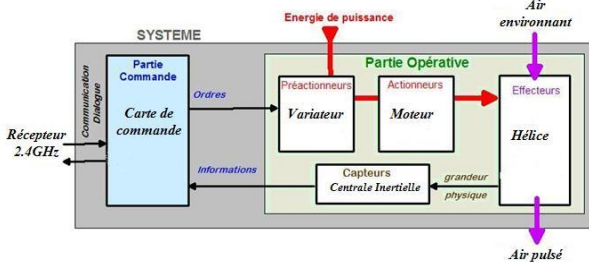 Air
environnant
Energie de puissance
SYSTEME
Partie Opérative
Partie
Commande
Carte de
commande
Communication
Dialogue
Récepteur
2.4GHz
Ordres
Préactionneurs
Variateur
Actionneurs
Moteur
Effecteurs
Hélice
Informations
Capteurs
Centrale Inertielle
grandeur
physique
Air pulsé